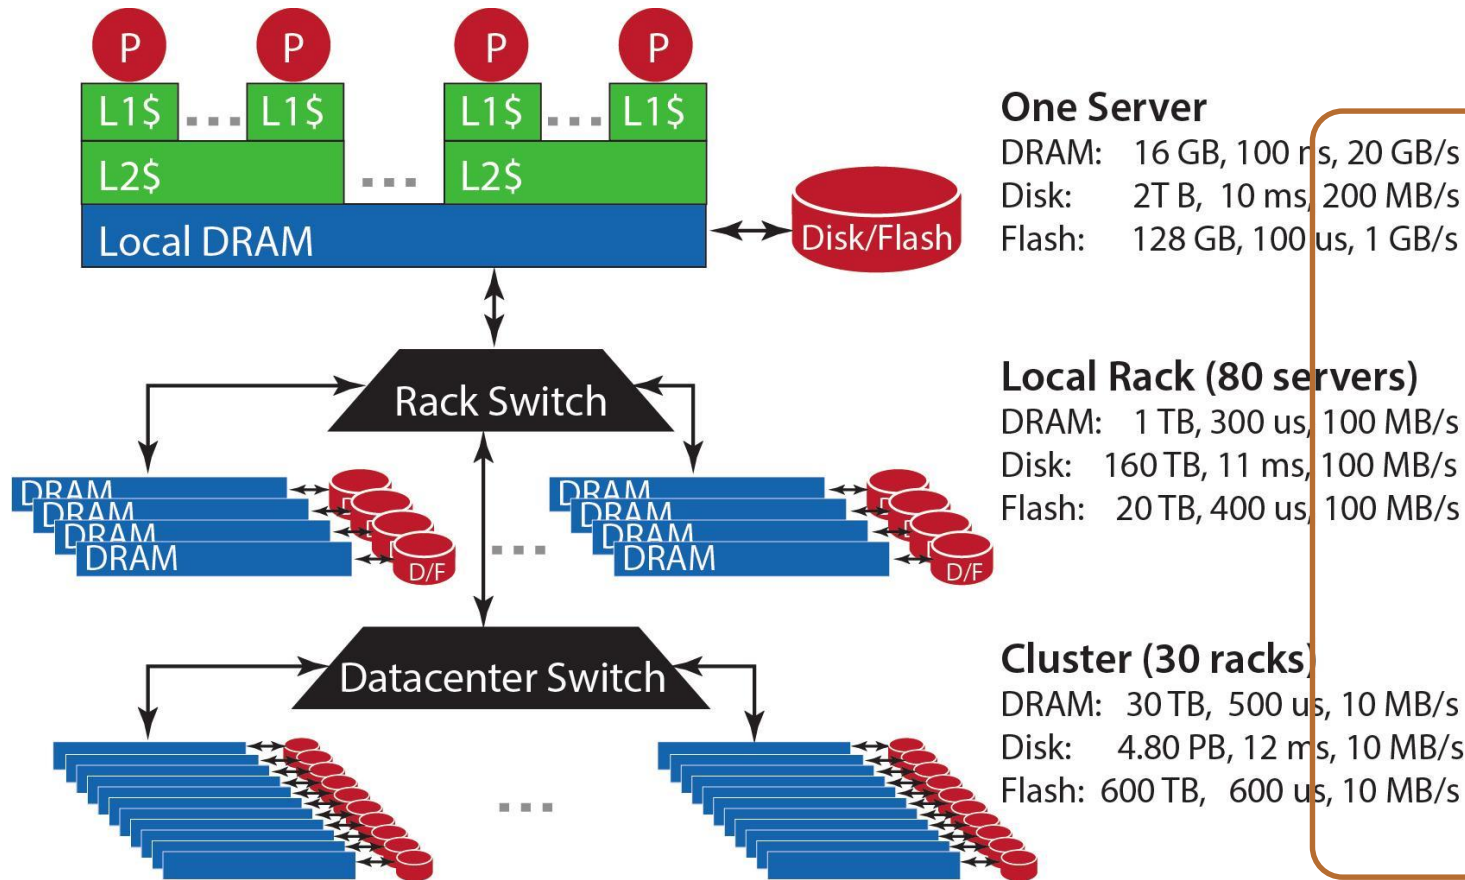 P P P P
L1$ L1$ L1$ L1$
L2$ L2$
Local DRAM
Disk/Flash
One Server
DRAM: 16 GB, 100 ns, 20 GB/s
Disk: 2T B, 10 ms, 200 MB/s
Flash: 128 GB, 100 us, 1 GB/s
Rack Switch
Local Rack (80 servers)
DRAM: 1 TB, 300 us, 100 MB/s
Disk: 160 TB, 11 ms, 100 MB/s
Flash: 20 TB, 400 us, 100 MB/s
DRAM DRAM
DRAM DRAM
DRAM DRAM
DRAM DRAM
D/F D/F
Datacenter Switch
Cluster (30 racks)
DRAM: 30 TB, 500 us, 10 MB/s
Disk: 4.80 PB, 12 ms, 10 MB/s
Flash: 600 TB, 600 us, 10 MB/s